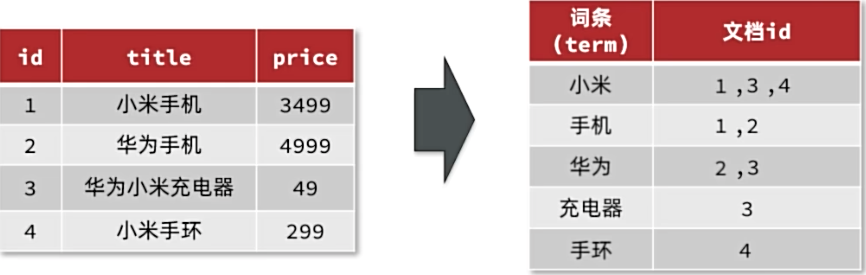 id title price
1 小米手机 3499
2 华为手机 4999
3 华为小米充电器 49
4 小米手环 299
词条
(term) 文档id
小米 1 ,3 ,4
手机 1 ,2
华为 2 ,3
充电器 3
手环 4